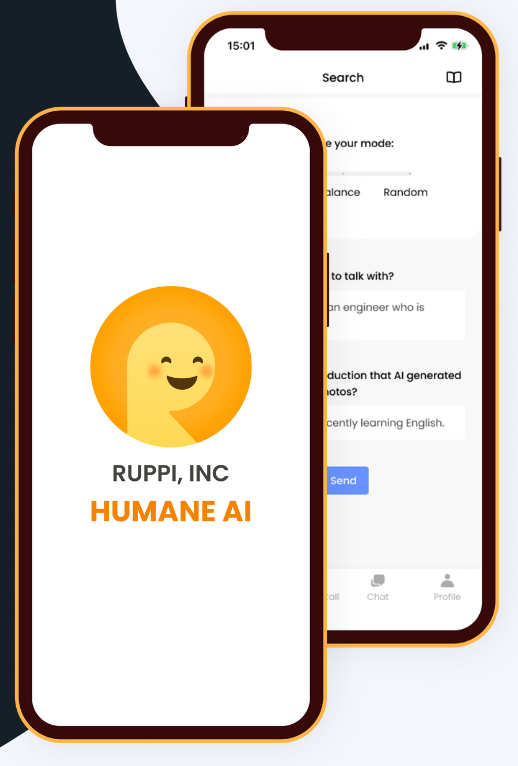 15:01
Search
e your mode:
alance Random
to talk with?
an engineer who is
duction that AI generated
otos?
cently learning English.
Send
Call Chat Profile
RUPPI, INC
HUMANE AI